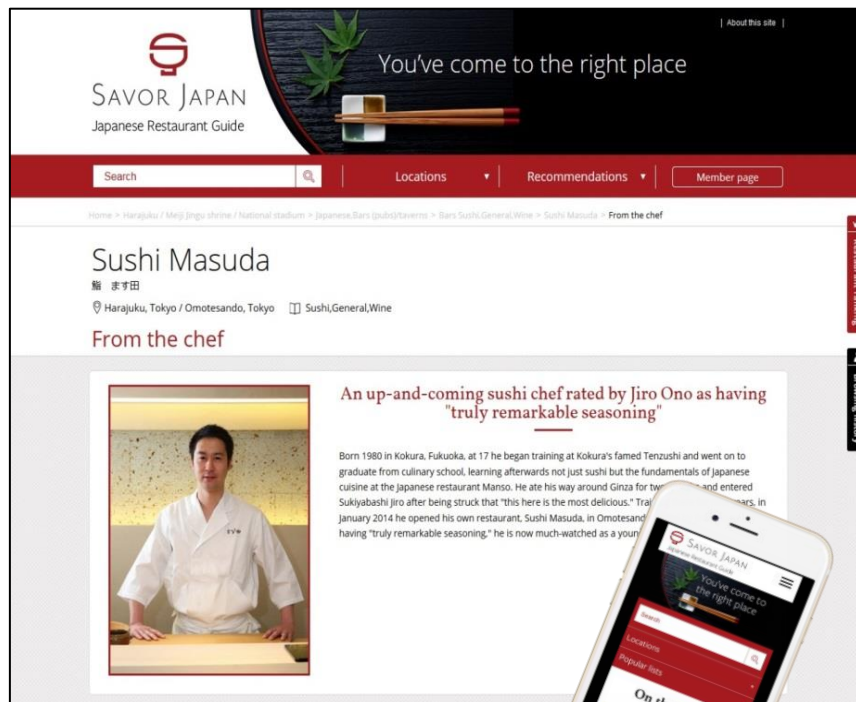 | About this site |
SAVOR JAPAN
Japanese Restaurant Guide
You've come to the right place
Search
Locations ▼
Recommendations ▼
Member page
Home > Harajuku / Meiji Jingu shrine / National stadium > Japanese,Bars (pubs)/taverns > Bars Sushi,General,Wine > Sushi Masuda > From the chef
Sushi Masuda
鮨 ます田
Harajuku, Tokyo / Omotesando, Tokyo Sushi,General,Wine
From the chef
An up-and-coming sushi chef rated by Jiro Ono as having
"truly remarkable seasoning"
Born 1980 in Kokura, Fukuoka, at 17 he began training at Kokura's famed Tenzushi and went on to
graduate from culinary school, learning afterwards not just sushi but the fundamentals of Japanese
cuisine at the Japanese restaurant Manso. He ate his way around Ginza for and entered
Sukiyabashi Jiro after being struck that "this here is the most delicious." in
January 2014 he opened his own restaurant, Sushi Masuda, in
having "truly remarkable seasoning," he is now much-watched as a
SAVOR JAPAN
Japanese Restaurant Guide
You've come to
the right place
Search
Locations
Popular lists